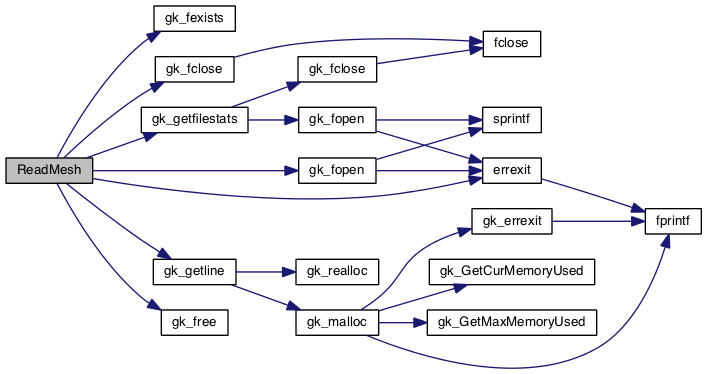 gk_fexists
fclose
gk_fclose
gk_fclose
gk_getfilestats
gk_fopen
sprintf
ReadMesh
gk_fopen
errexit
gk_errexit
fprintf
gk_getline
gk_realloc
gk_GetCurMemoryUsed
gk_free
gk_malloc
gk_GetMaxMemoryUsed